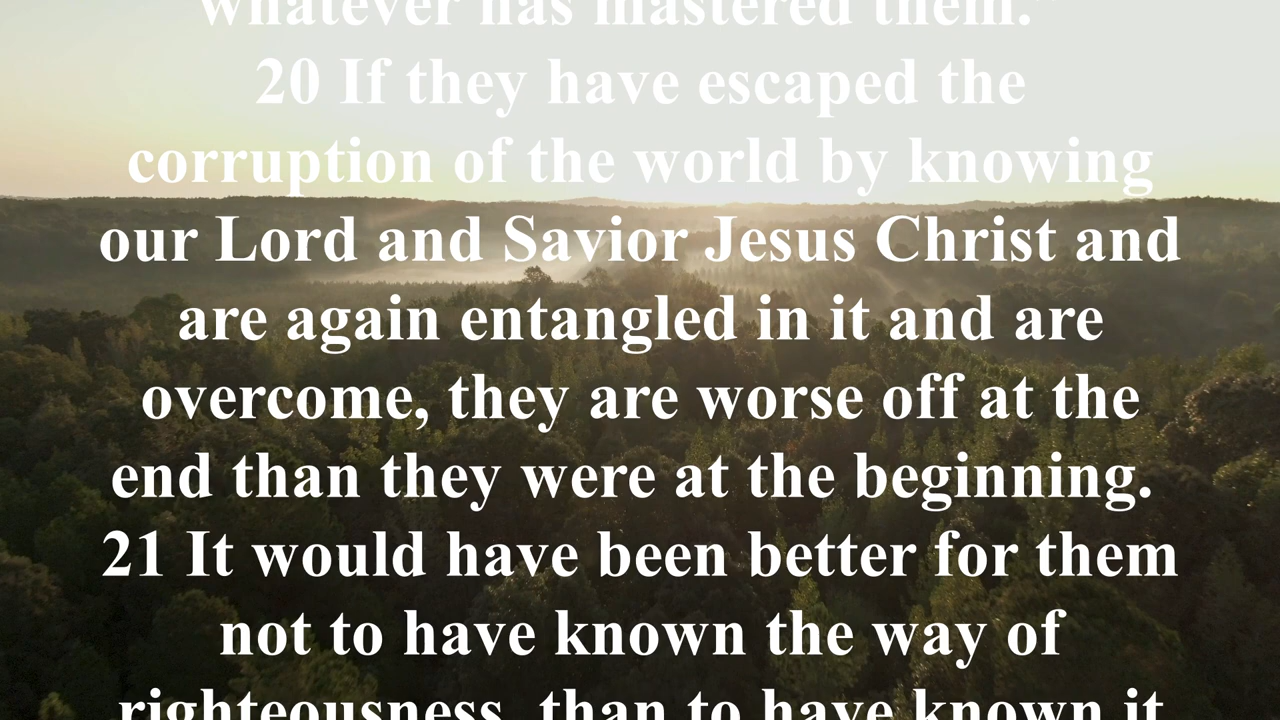 whatever has mastered them."
20 If they have escaped the
corruption of the world by knowing
our Lord and Savior Jesus Christ and
are again entangled in it and are
overcome, they are worse off at the
end than they were at the beginning.
21 It would have been better for them
not to have known the way of
righteousness, than to have known it